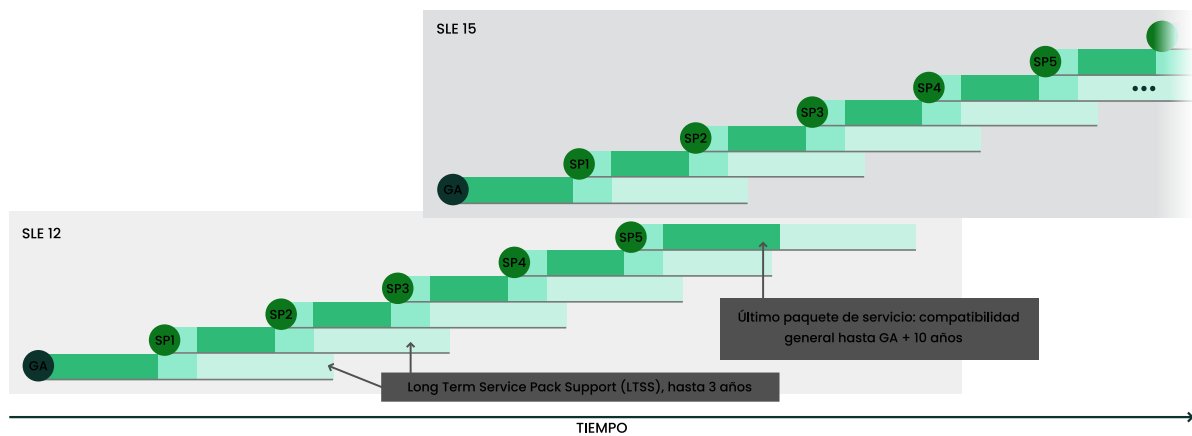 SLE 15
SP5
SP4
•••
SP3
SP2
SP1
GA
SLE 12
SP5
SP4
SP3
SP2
SP1
GA
Último paquete de servicio: compatibilidad
general hasta GA + 10 años
Long Term Service Pack Support (LTSS), hasta 3 años
TIEMPO